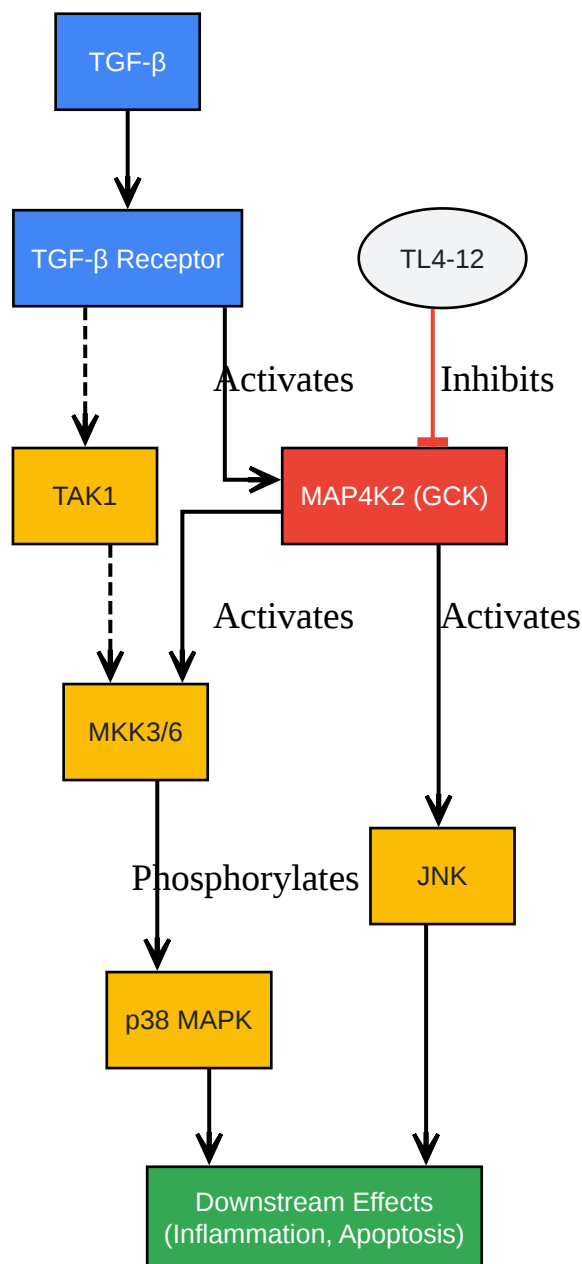 TGF-β
TGF-β Receptor
TL4-12
Activates
Inhibits
TAK1
MAP4K2 (GCK)
Activates
Activates
MKK3/6
Phosphorylates
JNK
p38 MAPK
Downstream Effects
(Inflammation, Apoptosis)